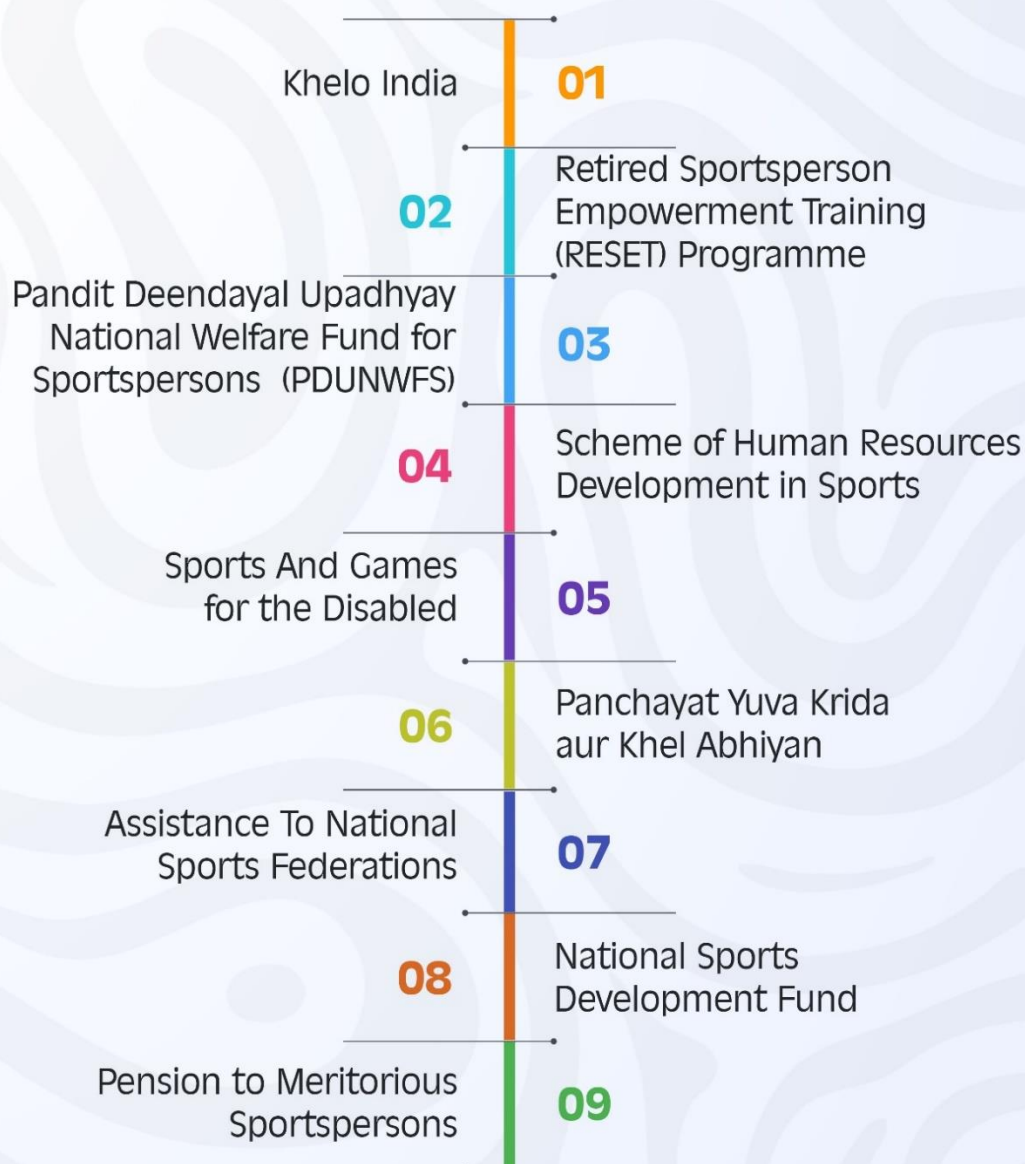 Khelo India
01
02
Retired Sportsperson
Empowerment Training
(RESET) Programme
Pandit Deendayal Upadhyay
National Welfare Fund for
Sportspersons (PDUNWFS)
03
04
Scheme of Human Resources
Development in Sports
Sports And Games
for the Disabled
05
06
Panchayat Yuva Krida
aur Khel Abhiyan
Assistance To National
Sports Federations
07
08
National Sports
Development Fund
Pension to Meritorious
Sportspersons
09